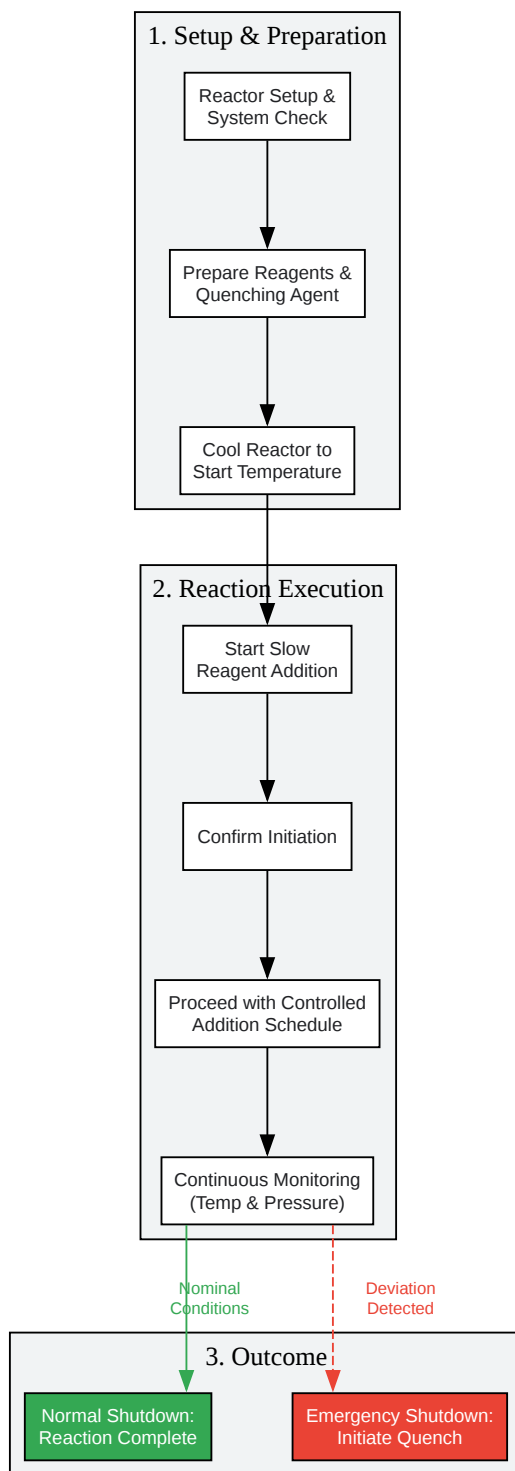 1. Setup & Preparation
Reactor Setup &
System Check
Prepare Reagents &
Quenching Agent
Cool Reactor to
Start Temperature
2. Reaction Execution
Start Slow
Reagent Addition
Confirm Initiation
Proceed with Controlled
Addition Schedule
Continuous Monitoring
(Temp & Pressure)
Nominal
Conditions
Deviation
Detected
3. Outcome
Normal Shutdown:
Reaction Complete
Emergency Shutdown:
Initiate Quench